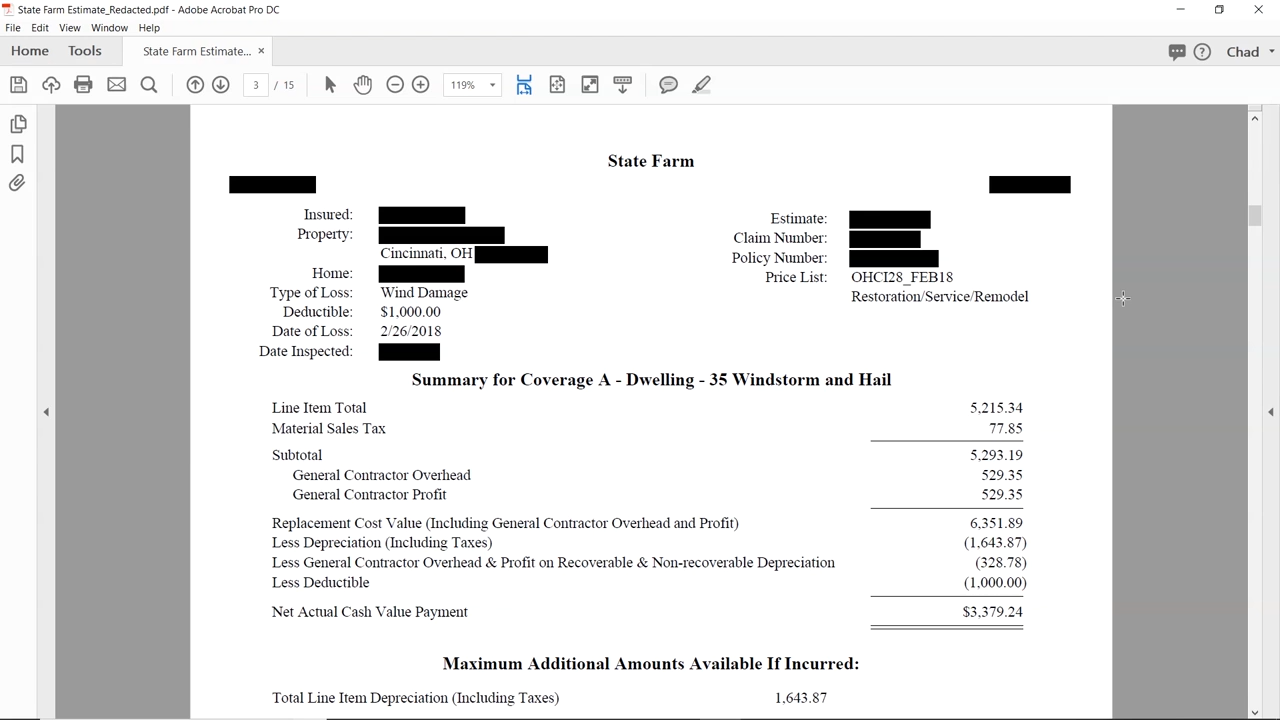 State Farm Estimate_Redacted.pdf - Adobe Acrobat Pro DC
File Edit View Window Help
Home Tools State Farm Estimate... × Chad
3 / 15 119%
State Farm
Insured:
Property:
Cincinnati, OH
Home:
Type of Loss: Wind Damage
Deductible: $1,000.00
Date of Loss: 2/26/2018
Date Inspected:
Estimate:
Claim Number:
Policy Number:
Price List: OHCI28_FEB18
Restoration/Service/Remodel
Summary for Coverage A - Dwelling - 35 Windstorm and Hail
Line Item Total 5,215.34
Material Sales Tax 77.85
Subtotal 5,293.19
General Contractor Overhead 529.35
General Contractor Profit 529.35
Replacement Cost Value (Including General Contractor Overhead and Profit) 6,351.89
Less Depreciation (Including Taxes) (1,643.87)
Less General Contractor Overhead & Profit on Recoverable & Non-recoverable Depreciation (328.78)
Less Deductible (1,000.00)
Net Actual Cash Value Payment $3,379.24
Maximum Additional Amounts Available If Incurred:
Total Line Item Depreciation (Including Taxes) 1,643.87